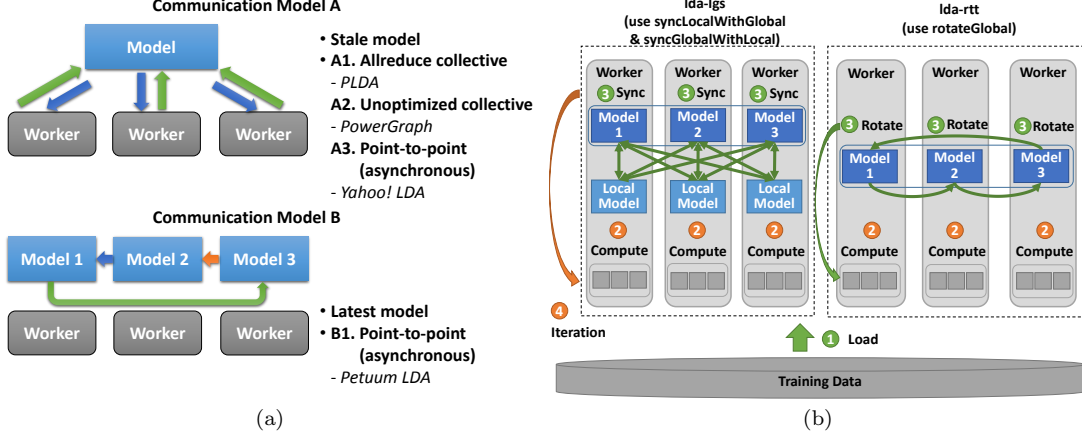 Communication Model A
Model
Worker
Worker
Worker
• Stale model
• A1. Allreduce collective
- PLDA
A2. Unoptimized collective
- PowerGraph
A3. Point-to-point
(asynchronous)
- Yahoo! LDA
Communication Model B
Model 1
Model 2
Model 3
Worker
Worker
Worker
• Latest model
• B1. Point-to-point
(asynchronous)
- Petuum LDA
(a)
lda-lgs
(use syncLocalWithGlobal
& syncGlobalWithLocal)
Worker
Worker
Worker
3 Sync
3 Sync
3 Sync
Model
1
Model
2
Model
3
Local
Model
Local
Model
Local
Model
2
2
2
Compute
Compute
Compute
4
Iteration
lda-rtt
(use rotateGlobal)
Worker
Worker
Worker
3 Rotate
3 Rotate
3 Rotate
Model
1
Model
2
Model
3
2
2
2
Compute
Compute
Compute
1 Load
Training Data
(b)